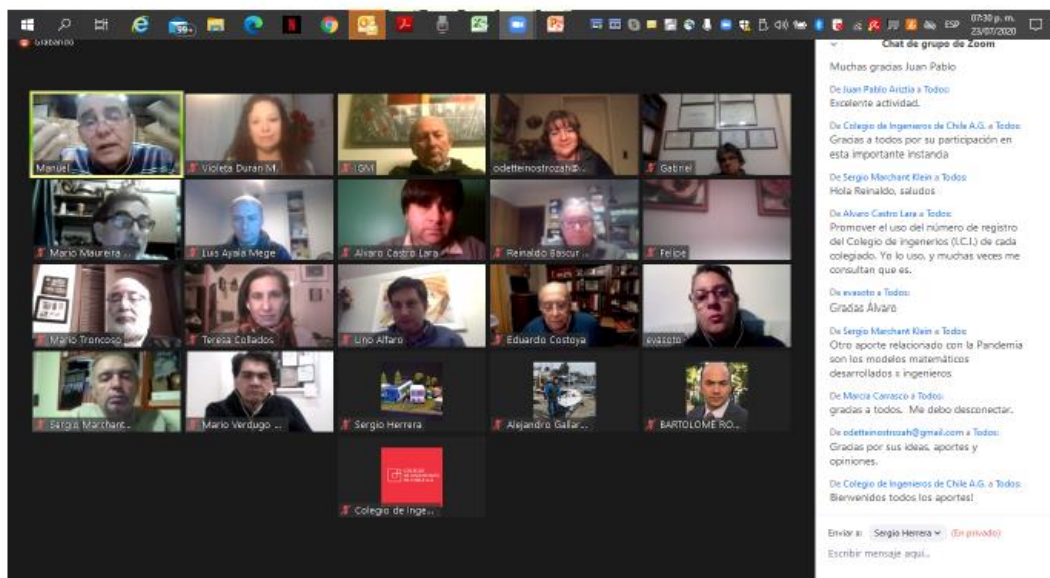 99+
ESP
07:30 p. m.
23/07/2020
Grabando
Chat de grupo de Zoom
Muchas gracias Juan Pablo
De Juan Pablo Ariztia a Todos:
Excelente actividad.
De Colegio de Ingenieros de Chile A.G. a Todos:
Gracias a todos por su participación en
esta importante instancia
De Sergio Marchant Klein a Todos:
Hola Reinaldo, saludos
De Alvaro Castro Lara a Todos:
Promover el uso del número de registro
del Colegio de ingenerios (I.C.I.) de cada
colegiado. Yo lo uso, y muchas veces me
consultan que es.
De evasoto a Todos:
Gracias Álvaro
De Sergio Marchant Klein a Todos:
Otro aporte relacionado con la Pandemia
son los modelos matemáticos
desarrollados x ingenieros
De Marcia Carrasco a Todos:
gracias a todos. Me debo desconectar.
De odetteinostrozah@gmail.com a Todos:
Gracias por sus ideas, aportes y
opiniones.
De Colegio de Ingenieros de Chile A.G. a Todos:
Bienvenidos todos los aportes!
Enviar a: Sergio Herrera (En privado)
Escribir mensaje aquí...
Manuel
Violeta Duran M.
IGM
odetteinostrozah@...
Gabriel
Mario Maureira ...
Luis Ayala Mege
Alvaro Castro Lara
Reinaldo Bascur ...
Felipe
Mario Troncoso
Teresa Collados
Lino Alfaro
Eduardo Costoya
evasoto
Sergio Marchant...
Mario Verdugo ...
Sergio Herrera
Alejandro Gallar...
BARTOLOME RO...
COLEGIO
DE INGENIEROS
DE CHILE A.G.
Colegio de Inge...